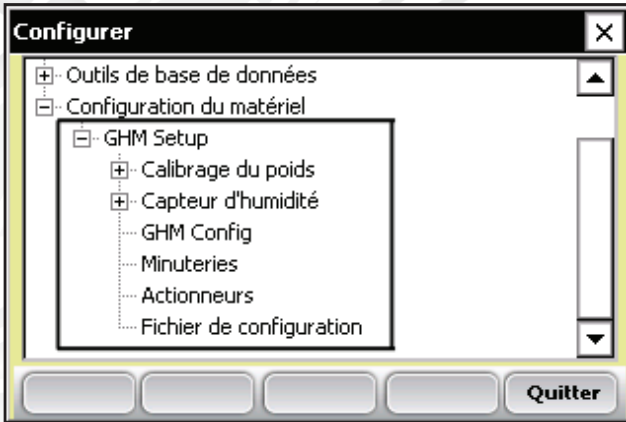 Configurer
Outils de base de données
Configuration du matériel
GHM Setup
Calibrage du poids
Capteur d'humidité
GHM Config
Minuteries
Actionneurs
Fichier de configuration
Quitter